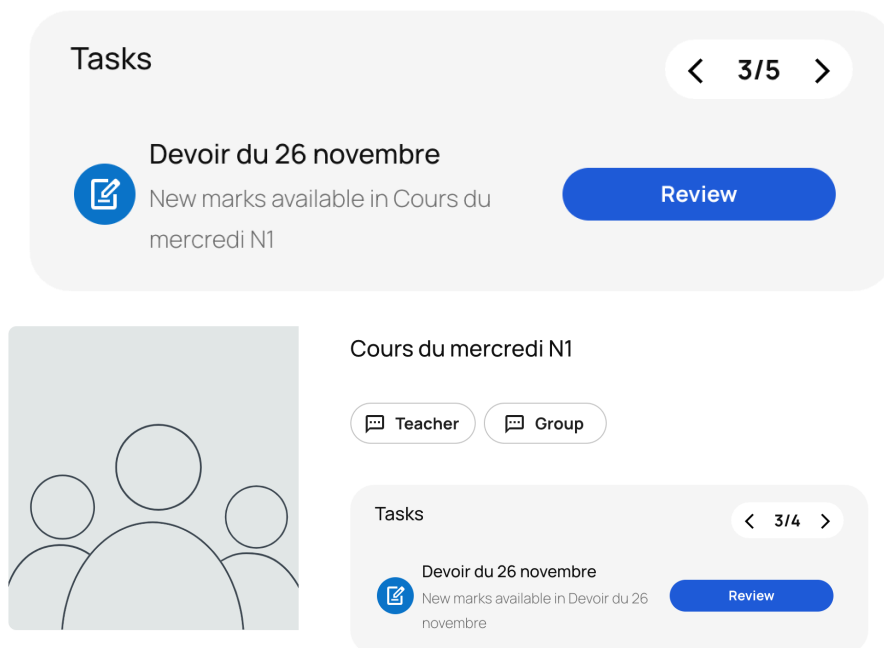 Tasks
3/5
Devoir du 26 novembre
New marks available in Cours du
mercredi N1
Review
Cours du mercredi N1
Teacher
Group
Tasks
3/4
Devoir du 26 novembre
New marks available in Devoir du 26
novembre
Review